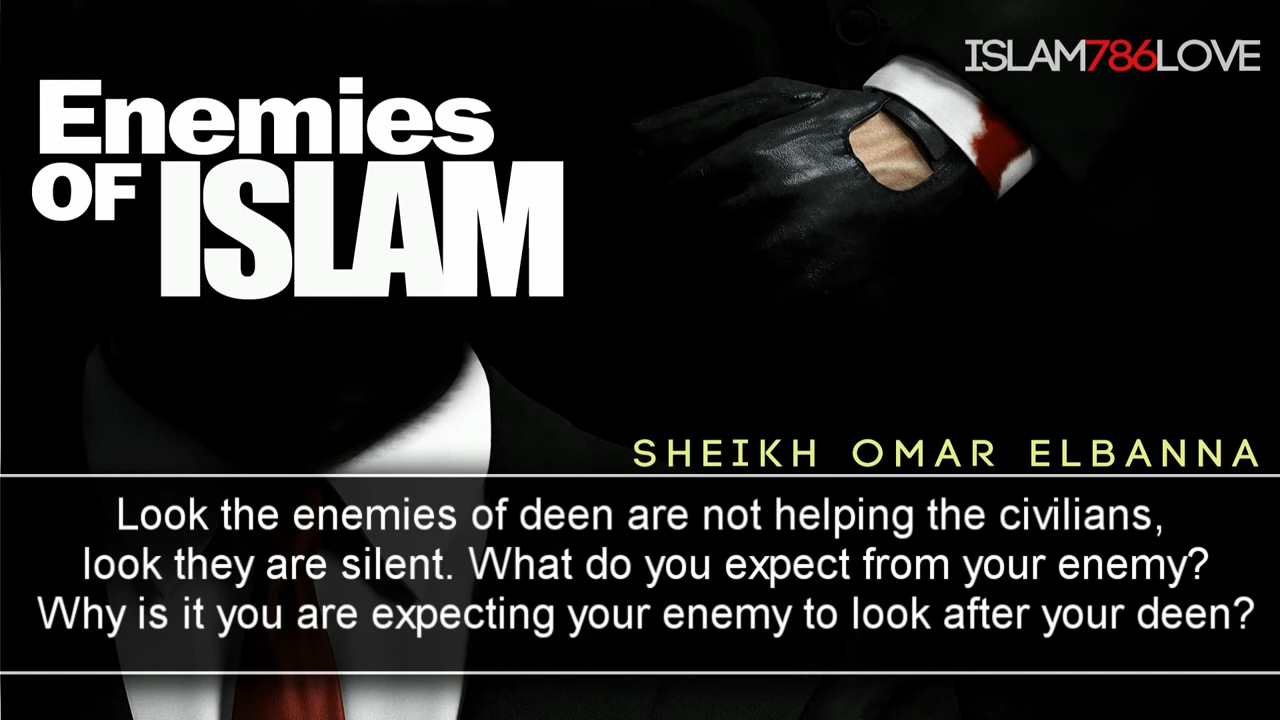 ISLAM786LOVE
Enemies
OF ISLAM
SHEIKH OMAR ELBANNA
Look the enemies of deen are not helping the civilians,
look they are silent. What do you expect from your enemy?
Why is it you are expecting your enemy to look after your deen?